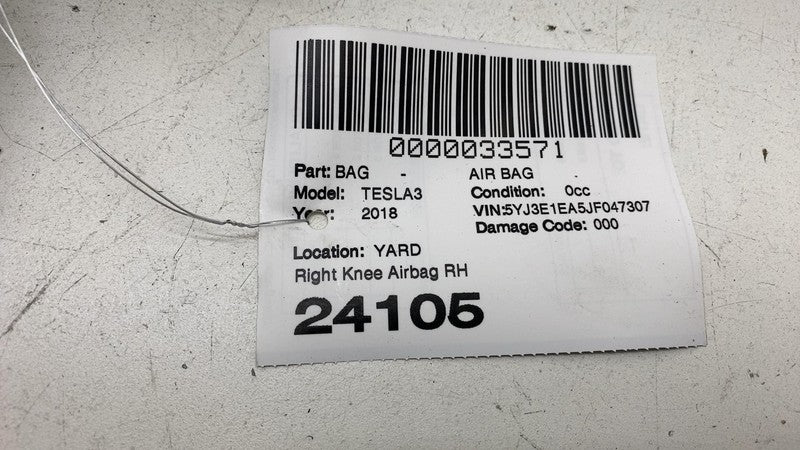 0000033571
Part: BAG - AIR BAG -
Model: TESLA3 Condition: 0cc
Year: 2018 VIN:5YJ3E1EA5JF047307
Damage Code: 000
Location: YARD
Right Knee Airbag RH
24105